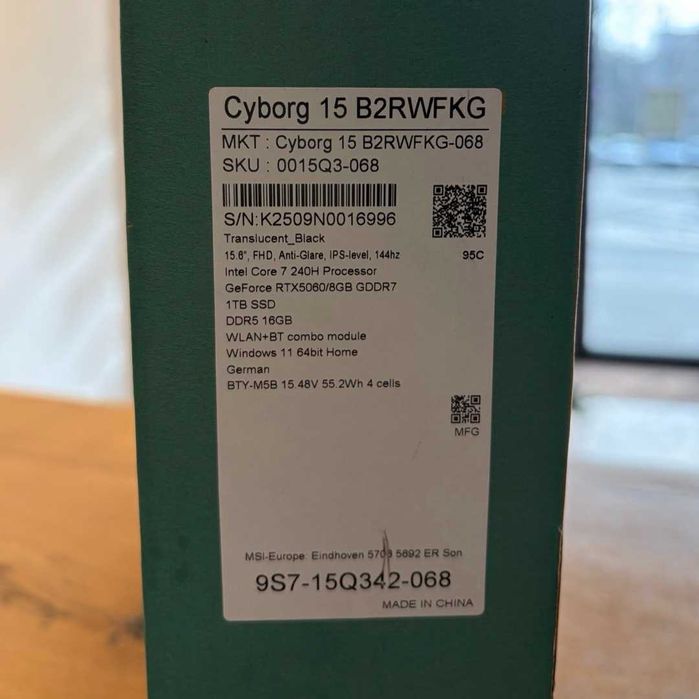 Cyborg 15 B2RWFKG
MKT : Cyborg 15 B2RWFKG-068
SKU : 0015Q3-068
S/N:K2509N0016996
Translucent_Black
15.6", FHD, Anti-Glare, IPS-level, 144hz
95C
Intel Core 7 240H Processor
GeForce RTX5060/8GB GDDR7
1TB SSD
DDR5 16GB
WLAN+BT combo module
Windows 11 64bit Home
German
BTY-M5B 15.48V 55.2Wh 4 cells
MFG
MSI-Europe: Eindhoven 5708 5692 ER Son
9S7-15Q342-068
MADE IN CHINA